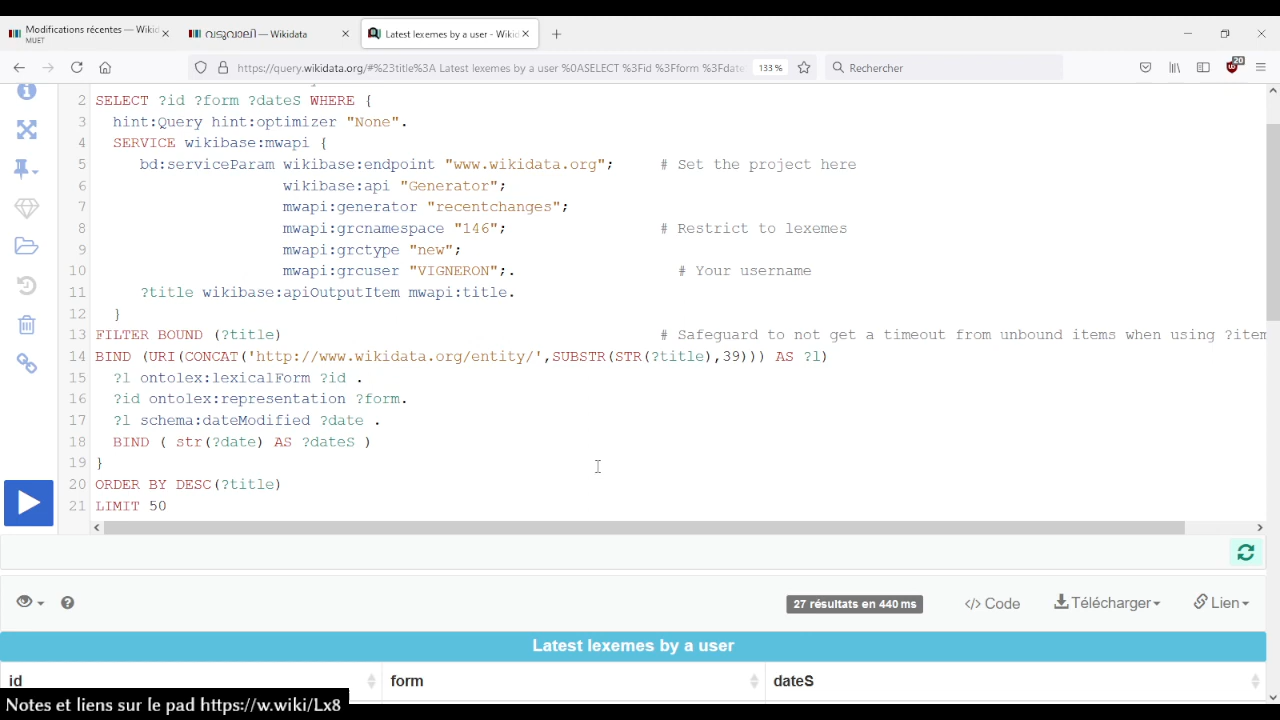 Modifications récentes — Wikid
MUET
വടുവാലി — Wikidata
Latest lexemes by a user - Wikid
https://query.wikidata.org/#%23title%3A Latest lexemes by a user %0ASELECT %3Fid %3Fform %3Fdate
133 %
Rechercher
20
2 SELECT ?id ?form ?dateS WHERE {
3 hint:Query hint:optimizer "None".
4 SERVICE wikibase:mwapi {
5 bd:serviceParam wikibase:endpoint "www.wikidata.org"; # Set the project here
6 wikibase:api "Generator";
7 mwapi:generator "recentchanges";
8 mwapi:grcnamespace "146"; # Restrict to lexemes
9 mwapi:grctype "new";
10 mwapi:grcuser "VIGNERON";. # Your username
11 ?title wikibase:apiOutputItem mwapi:title.
12 }
13 FILTER BOUND (?title) # Safeguard to not get a timeout from unbound items when using ?item
14 BIND (URI(CONCAT('http://www.wikidata.org/entity/',SUBSTR(STR(?title),39))) AS ?l)
15 ?l ontolex:lexicalForm ?id .
16 ?id ontolex:representation ?form.
17 ?l schema:dateModified ?date .
18 BIND ( str(?date) AS ?dateS )
19 }
20 ORDER BY DESC(?title)
21 LIMIT 50
27 résultats en 440 ms
</> Code
Télécharger
Lien
Latest lexemes by a user
id form dateS
Notes et liens sur le pad https://w.wiki/Lx8